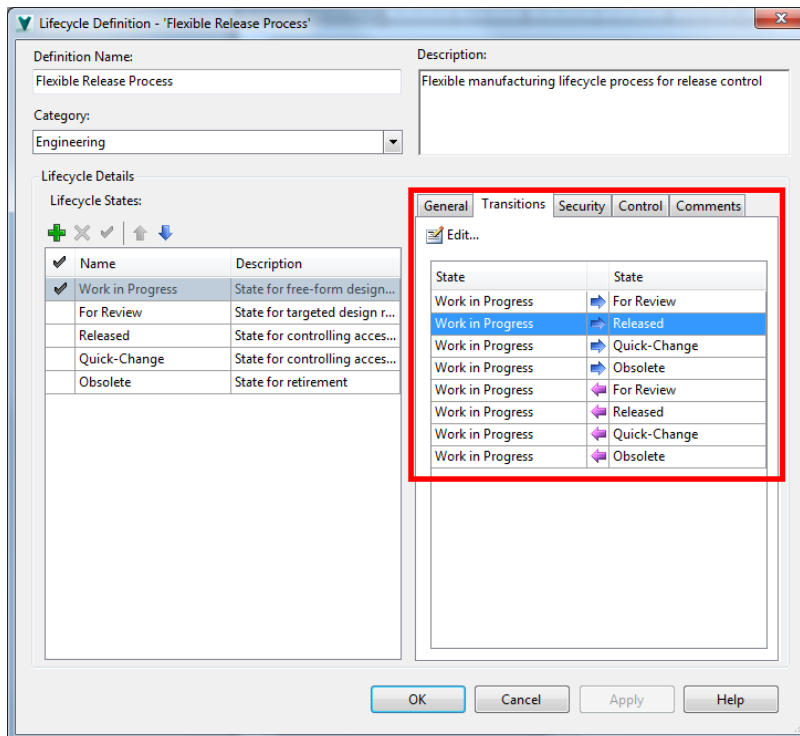 Lifecycle Definition - 'Flexible Release Process'
Definition Name:
Flexible Release Process
Description:
Flexible manufacturing lifecycle process for release control
Category:
Engineering
Lifecycle Details
Lifecycle States:
Name Description
Work in Progress State for free-form design...
For Review State for targeted design r...
Released State for controlling acces...
Quick-Change State for controlling acces...
Obsolete State for retirement
General Transitions Security Control Comments
Edit...
State State
Work in Progress For Review
Work in Progress Released
Work in Progress Quick-Change
Work in Progress Obsolete
Work in Progress For Review
Work in Progress Released
Work in Progress Quick-Change
Work in Progress Obsolete
OK Cancel Apply Help